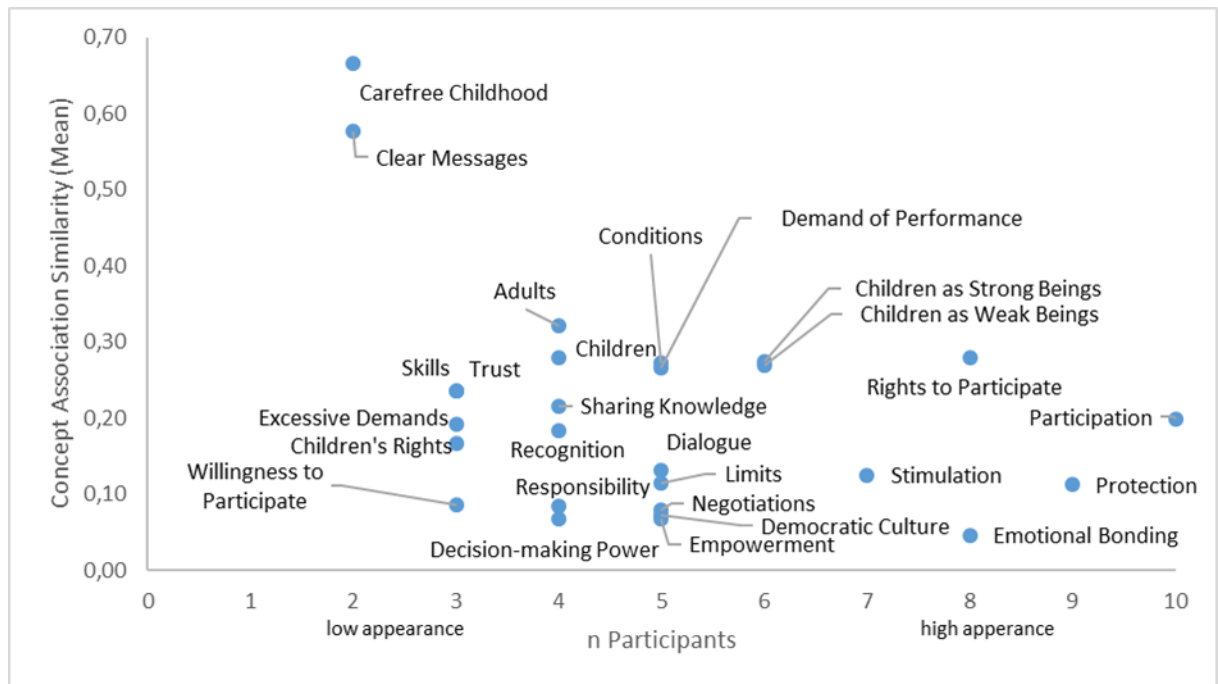 0,70
0,60
0,50
0,40
0,30
0,20
0,10
0,00
Concept Association Similarity (Mean)
Carefree Childhood
Clear Messages
Demand of Performance
Conditions
Adults
Children as Strong Beings
Children as Weak Beings
Children
Skills Trust
Rights to Participate
Sharing Knowledge
Excessive Demands
Participation
Children's Rights
Recognition
Dialogue
Willingness to
Participate
Limits
Stimulation
Responsibility
Protection
Negotiations
Democratic Culture
Emotional Bonding
Decision-making Power
Empowerment
0 1 2 3 4 5 6 7 8 9 10
low appearance
n Participants
high apperance